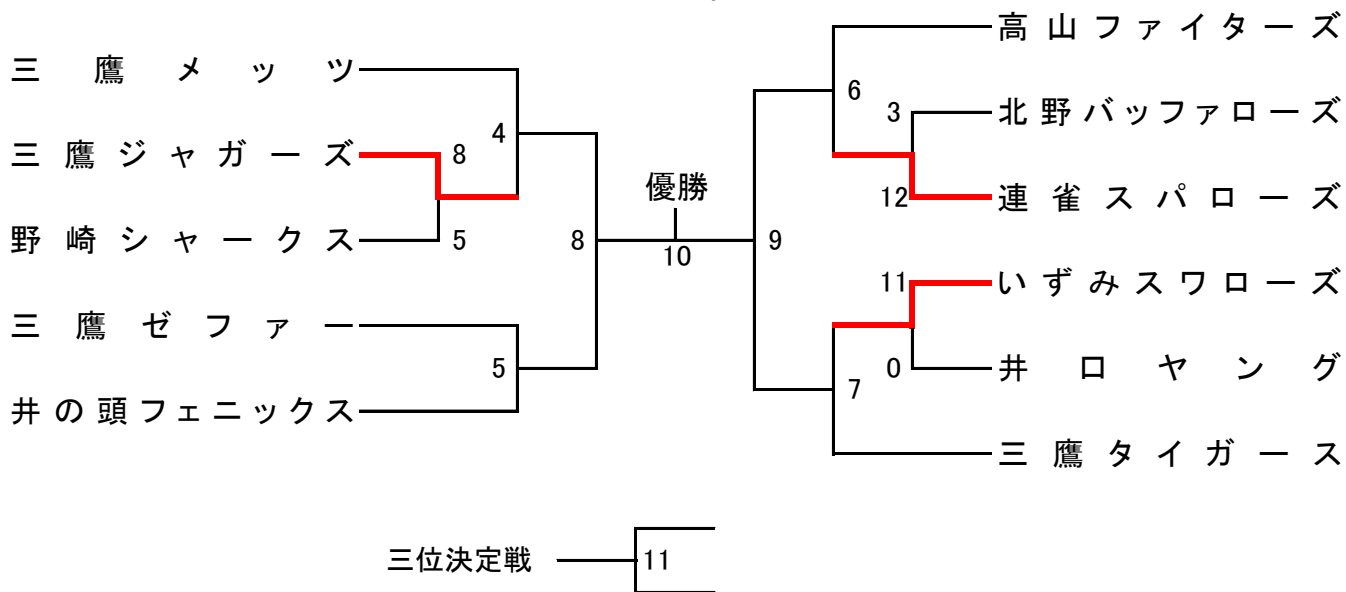 三鷹メッツ
三鷹ジャガーズ
野崎シャークス
三鷹ゼファー
井の頭フェニックス
8
5
4
5
8
優勝
10
9
6
7
3
12
11
0
高山ファイターズ
北野バッファローズ
連雀スパローズ
いずみスワローズ
井口ヤング
三鷹タイガース
三位決定戦
11